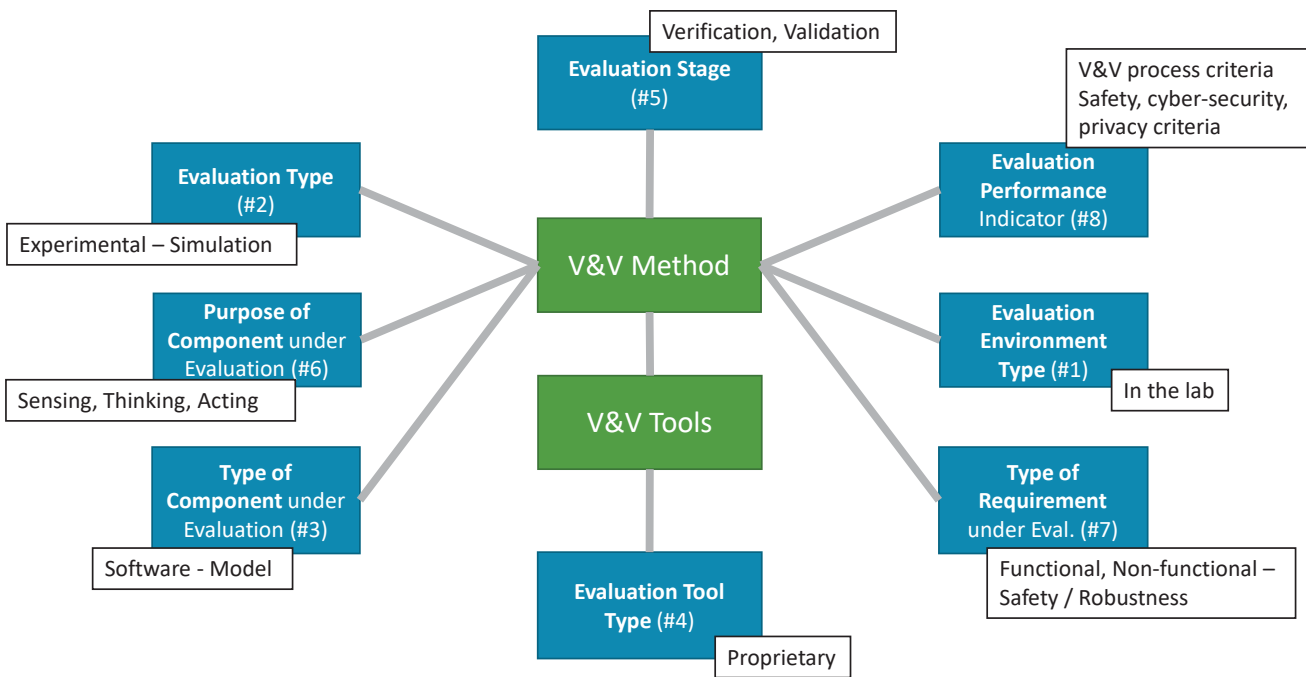 Verification, Validation
Evaluation Stage
(#5)
V&V process criteria
Safety, cyber-security,
privacy criteria
Evaluation
Performance
Indicator (#8)
Evaluation Type
(#2)
Experimental – Simulation
V&V Method
Purpose of
Component under
Evaluation (#6)
Sensing, Thinking, Acting
Evaluation
Environment
Type (#1)
In the lab
V&V Tools
Type of
Component under
Evaluation (#3)
Software - Model
Type of
Requirement
under Eval. (#7)
Functional, Non-functional –
Safety / Robustness
Evaluation Tool
Type (#4)
Proprietary